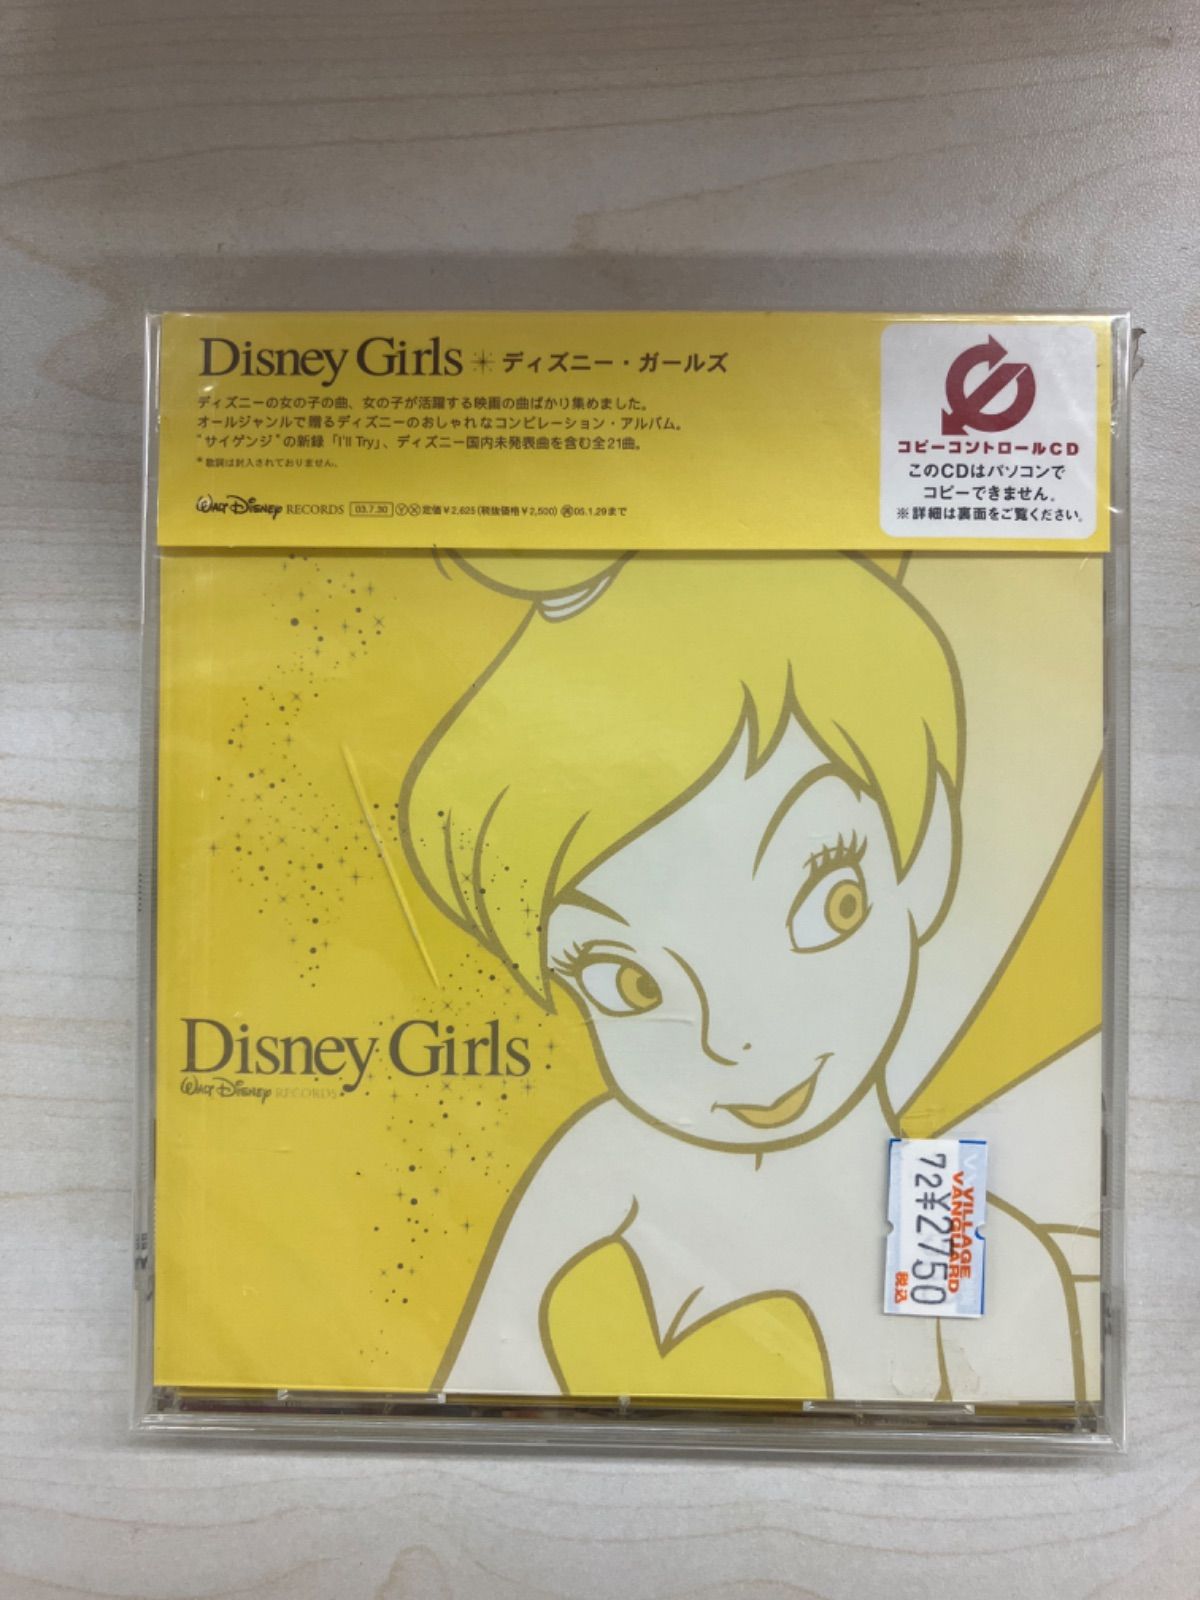 Disney Girls ディズニー・ガールズ
ディズニーの女の子の曲、女の子が活躍する映画の曲ばかり集めました。
オールジャンルで贈るディズニーのおしゃれなコンピレーション・アルバム。
"サイゲンジ"の新録「I'll Try」、ディズニー国内未発表曲を含む全21曲。
*歌詞は封入されておりません。
WALT DISNEY RECORDS 03.7.30 Ⓨ Ⓧ 定価¥2,625(税抜価格¥2,500) 再05.1.29まで
コピーコントロールCD
このCDはパソコンで
コピーできません。
※詳細は裏面をご覧ください。
Disney Girls
WALT DISNEY RECORDS
VILLAGE
VANGUARD
72¥2750
税込